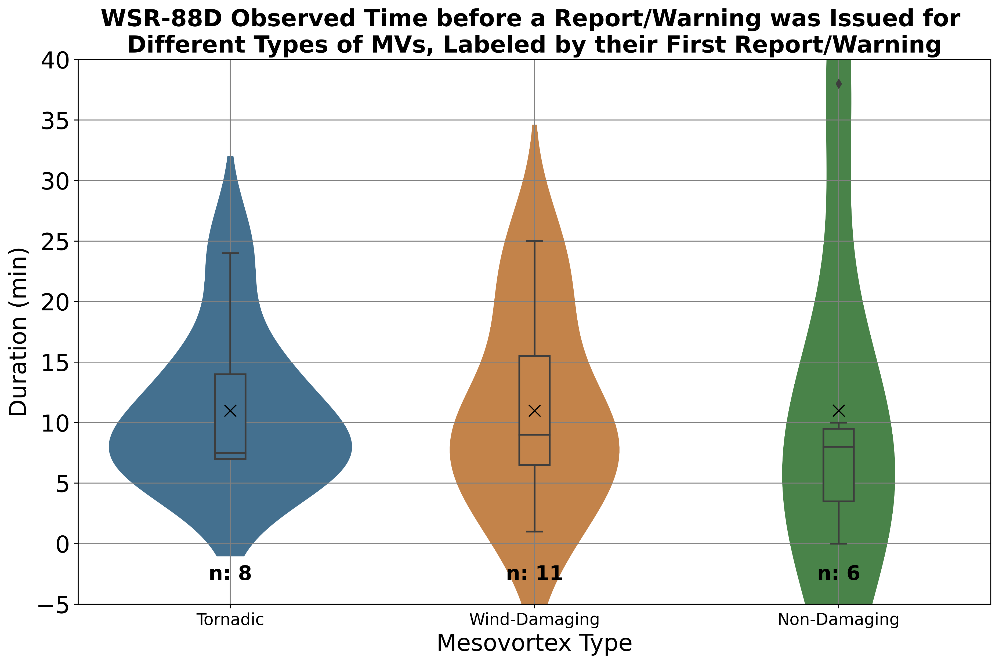 WSR-88D Observed Time before a Report/Warning was Issued for
Different Types of MVs, Labeled by their First Report/Warning
Duration (min)
40
35
30
25
20
15
10
5
0
−5
n: 8
n: 11
n: 6
Tornadic
Wind-Damaging
Non-Damaging
Mesovortex Type